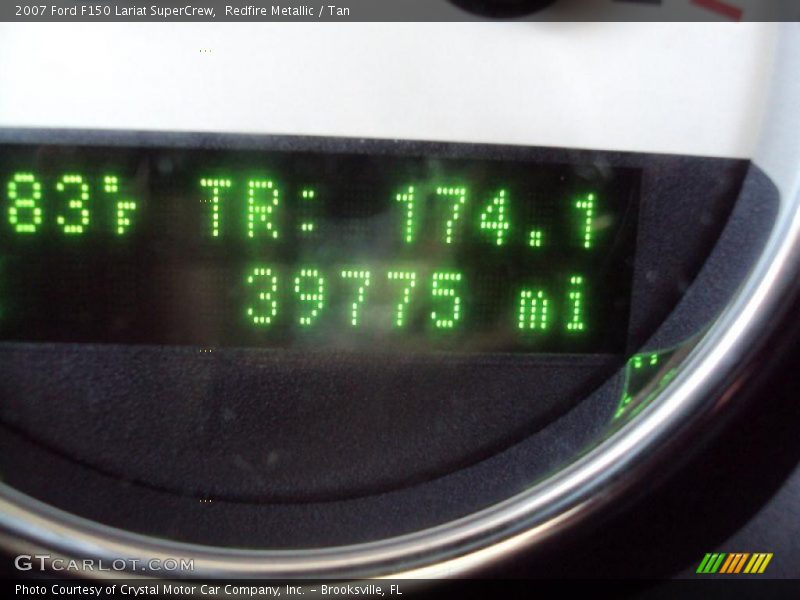 2007 Ford F150 Lariat SuperCrew,  Redfire Metallic / Tan
83°F TR: 174.1
39775 mi
GTCARLOT.COM
Photo Courtesy of Crystal Motor Car Company, Inc. - Brooksville, FL